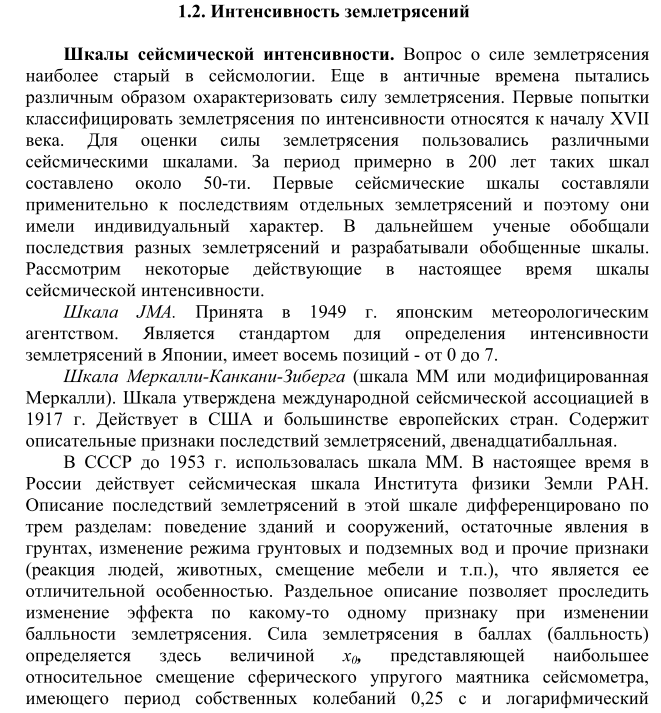 1.2. Интенсивность землетрясений
Шкалы сейсмической интенсивности. Вопрос о силе землетрясения
наиболее старый в сейсмологии. Еще в античные времена пытались
различным образом охарактеризовать силу землетрясения. Первые попытки
классифицировать землетрясения по интенсивности относятся к началу XVII
века. Для оценки силы землетрясения пользовались различными
сейсмическими шкалами. За период примерно в 200 лет таких шкал
составлено около 50-ти. Первые сейсмические шкалы составляли
применительно к последствиям отдельных землетрясений и поэтому они
имели индивидуальный характер. В дальнейшем ученые обобщали
последствия разных землетрясений и разрабатывали обобщенные шкалы.
Рассмотрим некоторые действующие в настоящее время шкалы
сейсмической интенсивности.
Шкала JMA. Принята в 1949 г. японским метеорологическим
агентством. Является стандартом для определения интенсивности
землетрясений в Японии, имеет восемь позиций - от 0 до 7.
Шкала Меркалли-Канкани-Зиберга (шкала ММ или модифицированная
Меркалли). Шкала утверждена международной сейсмической ассоциацией в
1917 г. Действует в США и большинстве европейских стран. Содержит
описательные признаки последствий землетрясений, двенадцатибалльная.
В СССР до 1953 г. использовалась шкала ММ. В настоящее время в
России действует сейсмическая шкала Института физики Земли РАН.
Описание последствий землетрясений в этой шкале дифференцировано по
трем разделам: поведение зданий и сооружений, остаточные явления в
грунтах, изменение режима грунтовых и подземных вод и прочие признаки
(реакция людей, животных, смещение мебели и т.п.), что является ее
отличительной особенностью. Раздельное описание позволяет проследить
изменение эффекта по какому-то одному признаку при изменении
балльности землетрясения. Сила землетрясения в баллах (балльность)
определяется здесь величиной x₀, представляющей наибольшее
относительное смещение сферического упругого маятника сейсмометра,
имеющего период собственных колебаний 0,25 с и логарифмический